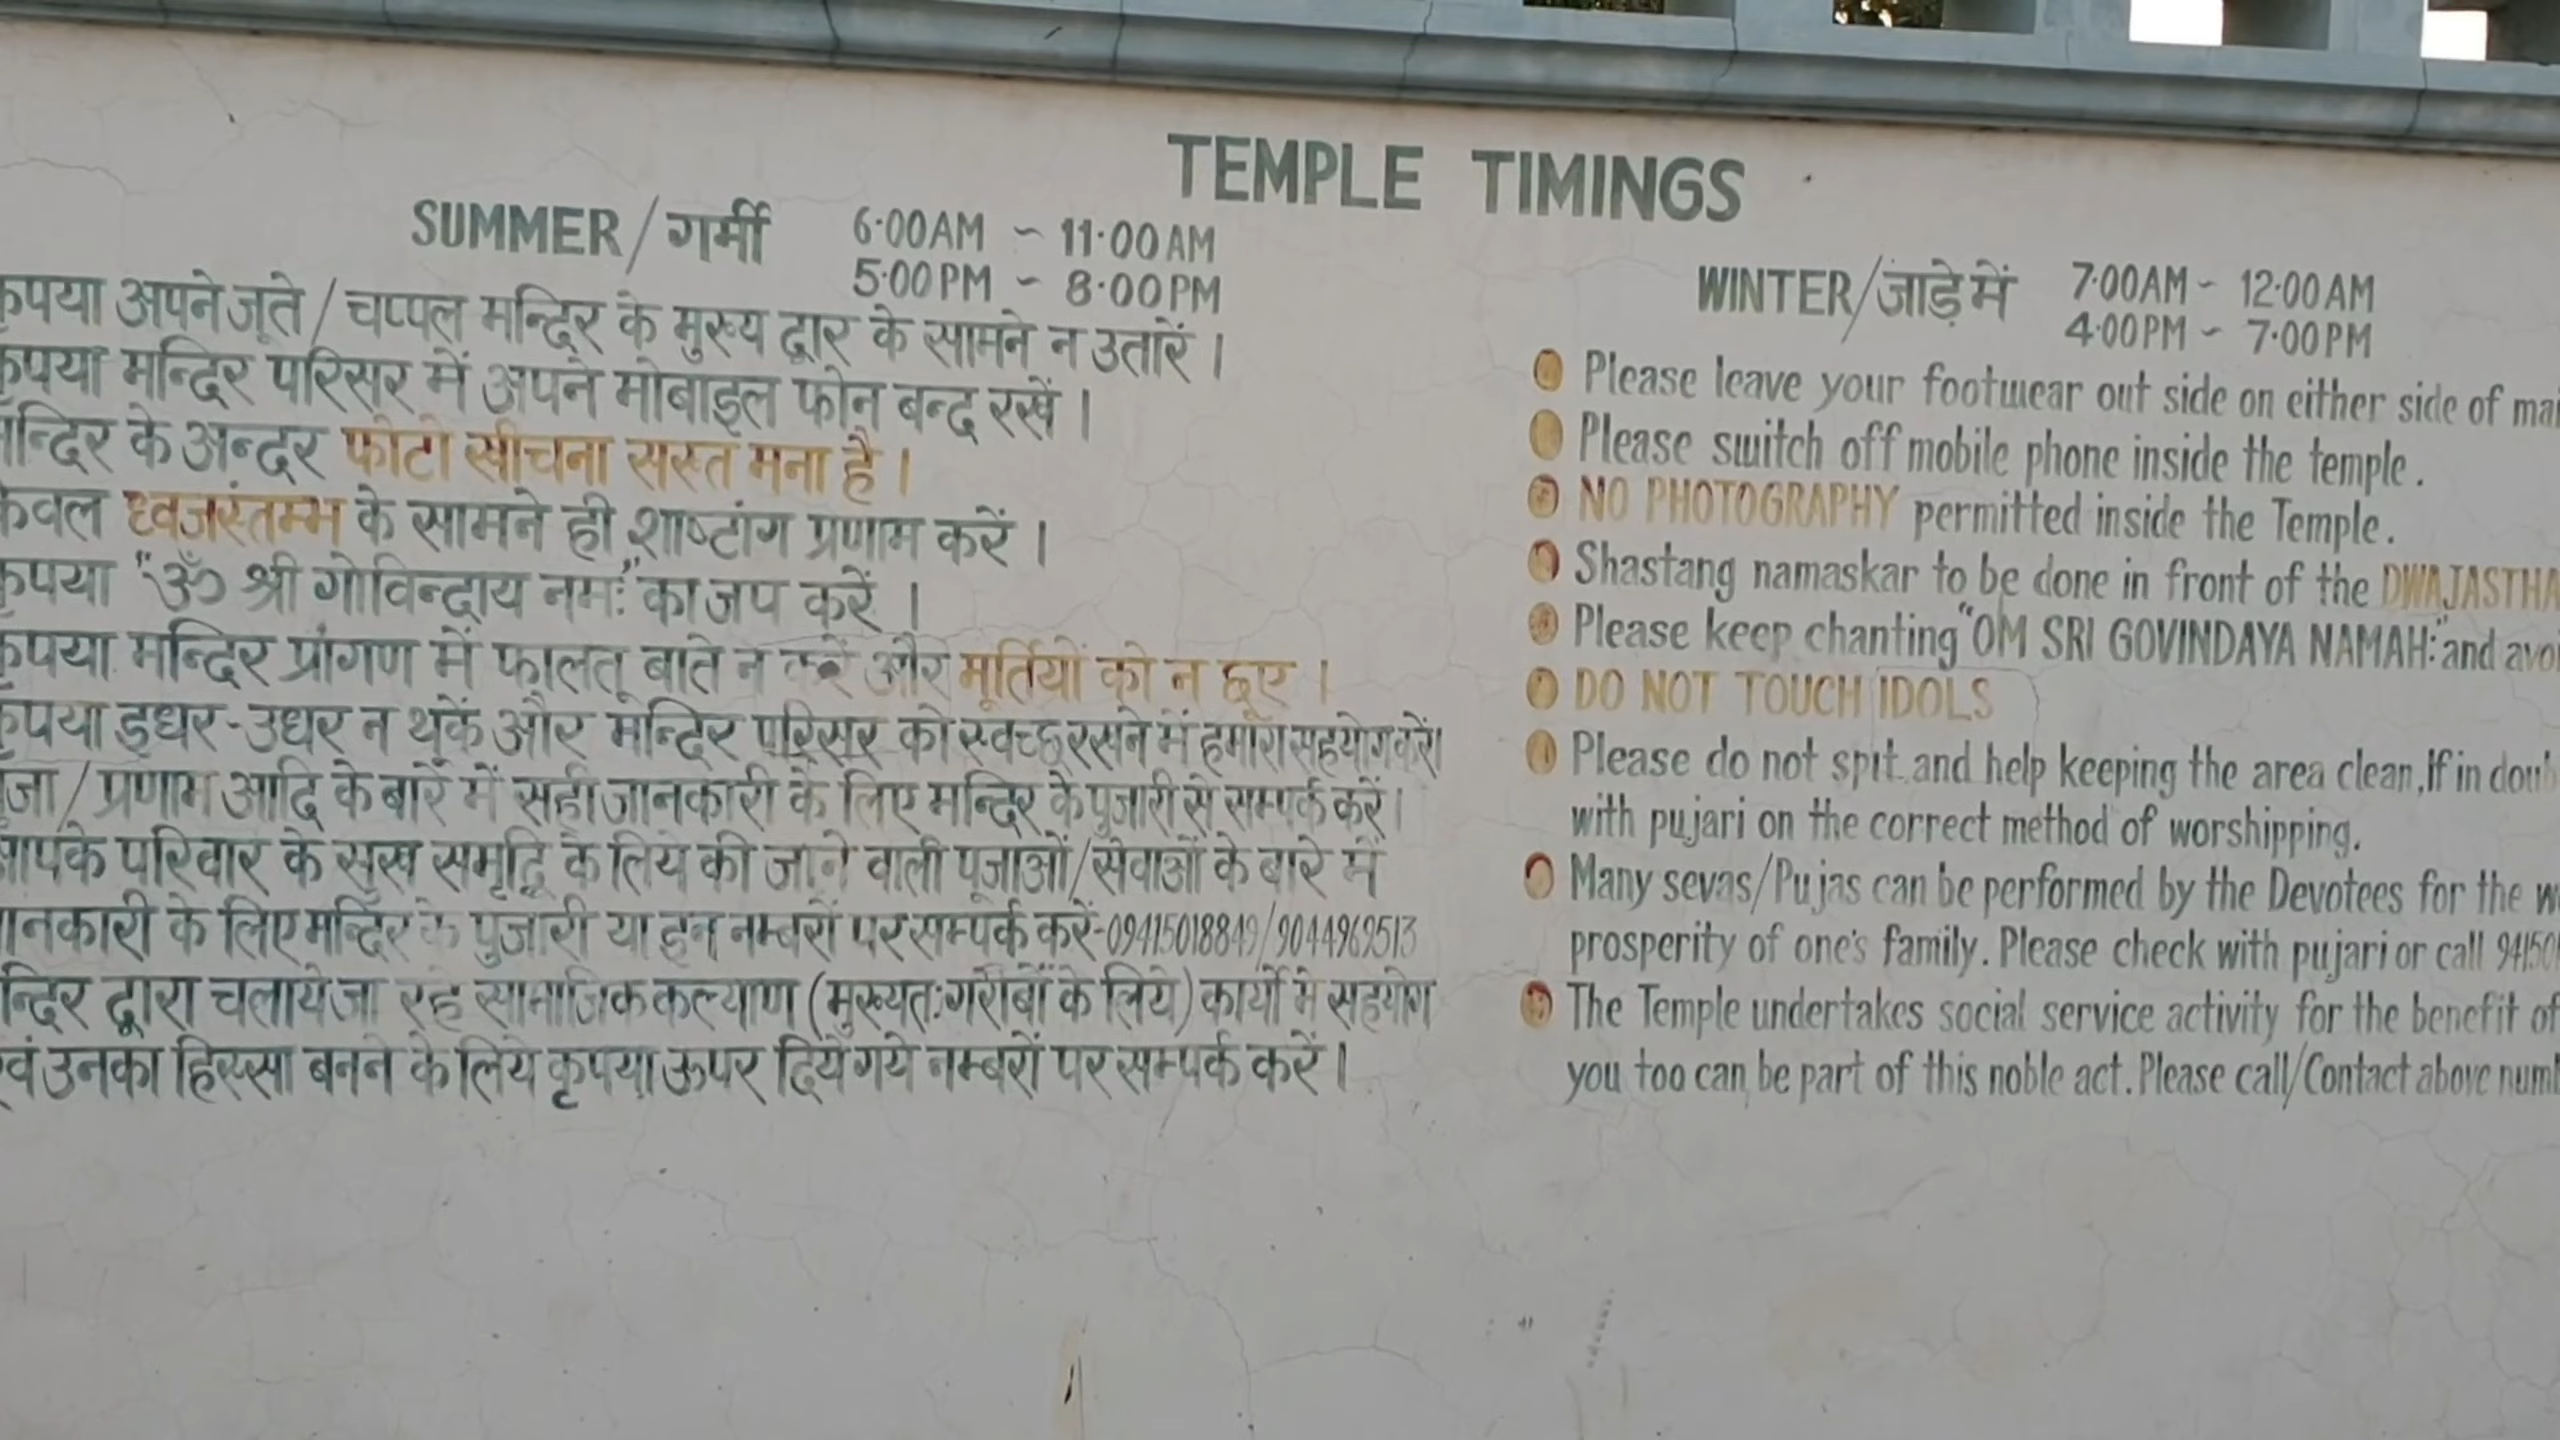 TEMPLE TIMINGS
SUMMER/गर्मी 6·00AM – 11·00AM
5·00PM – 8·00PM
कृपया अपने जूते/चप्पल मन्दिर के मुख्य द्वार के सामने न उतारें।
कृपया मन्दिर परिसर में अपने मोबाइल फोन बन्द रखें।
मन्दिर के अन्दर फोटो खीचना सख्त मना है।
केवल ध्वजस्तम्भ के सामने ही शाष्टांग प्रणाम करें।
कृपया "ॐ श्री गोविन्दाय नमः" का जप करें।
कृपया मन्दिर प्रांगण में फालतू बाते न करें और मूर्तियों को न छूए।
कृपया इधर-उधर न थूकें और मन्दिर परिसर को स्वच्छ रखने में हमारा सहयोग करें।
पूजा/प्रणाम आदि के बारे में सही जानकारी के लिए मन्दिर के पुजारी से सम्पर्क करें।
आपके परिवार के सुख समृद्धि के लिये की जाने वाली पूजाओं/सेवाओं के बारे में
जानकारी के लिए मन्दिर के पुजारी या इन नम्बरों पर सम्पर्क करें-09415018849/9044969513
मन्दिर द्वारा चलाये जा रहे सामाजिक कल्याण (मुख्यतः गरीबों के लिये) कार्यो मे सहयोग
एवं उनका हिस्सा बनने के लिये कृपया ऊपर दिये गये नम्बरों पर सम्पर्क करें।
WINTER/जाड़े में 7·00AM – 12·00AM
4·00PM – 7·00PM
Please leave your footwear out side on either side of mai
Please switch off mobile phone inside the temple.
NO PHOTOGRAPHY permitted inside the Temple.
Shastang namaskar to be done in front of the DWAJASTHA
Please keep chanting "OM SRI GOVINDAYA NAMAH:" and avoi
DO NOT TOUCH IDOLS
Please do not spit and help keeping the area clean, If in doub
with pujari on the correct method of worshipping.
Many sevas/Pujas can be performed by the Devotees for the w
prosperity of one's family. Please check with pujari or call 94150
The Temple undertakes social service activity for the benefit of
you too can be part of this noble act. Please call/Contact above num